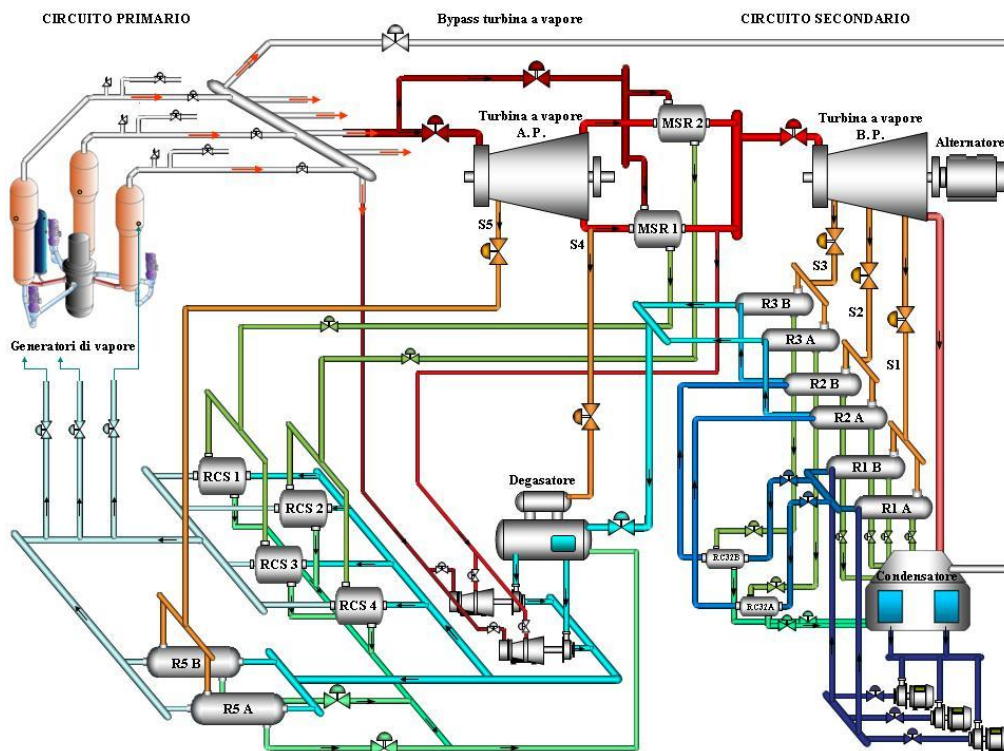 CIRCUITO PRIMARIO
Bypass turbina a vapore
CIRCUITO SECONDARIO
Turbina a vapore
A.P.
MSR 2
Turbina a vapore
B.P.
Alternatore
S5
S4
MSR 1
S3
R3 B
S2
R3 A
Generatori di vapore
S1
R2 B
R2 A
RCS 1
Degasatore
R1 B
RCS 2
R1 A
RCS 3
RC32B
Condensatore
RCS 4
RC32A
R5 B
R5 A